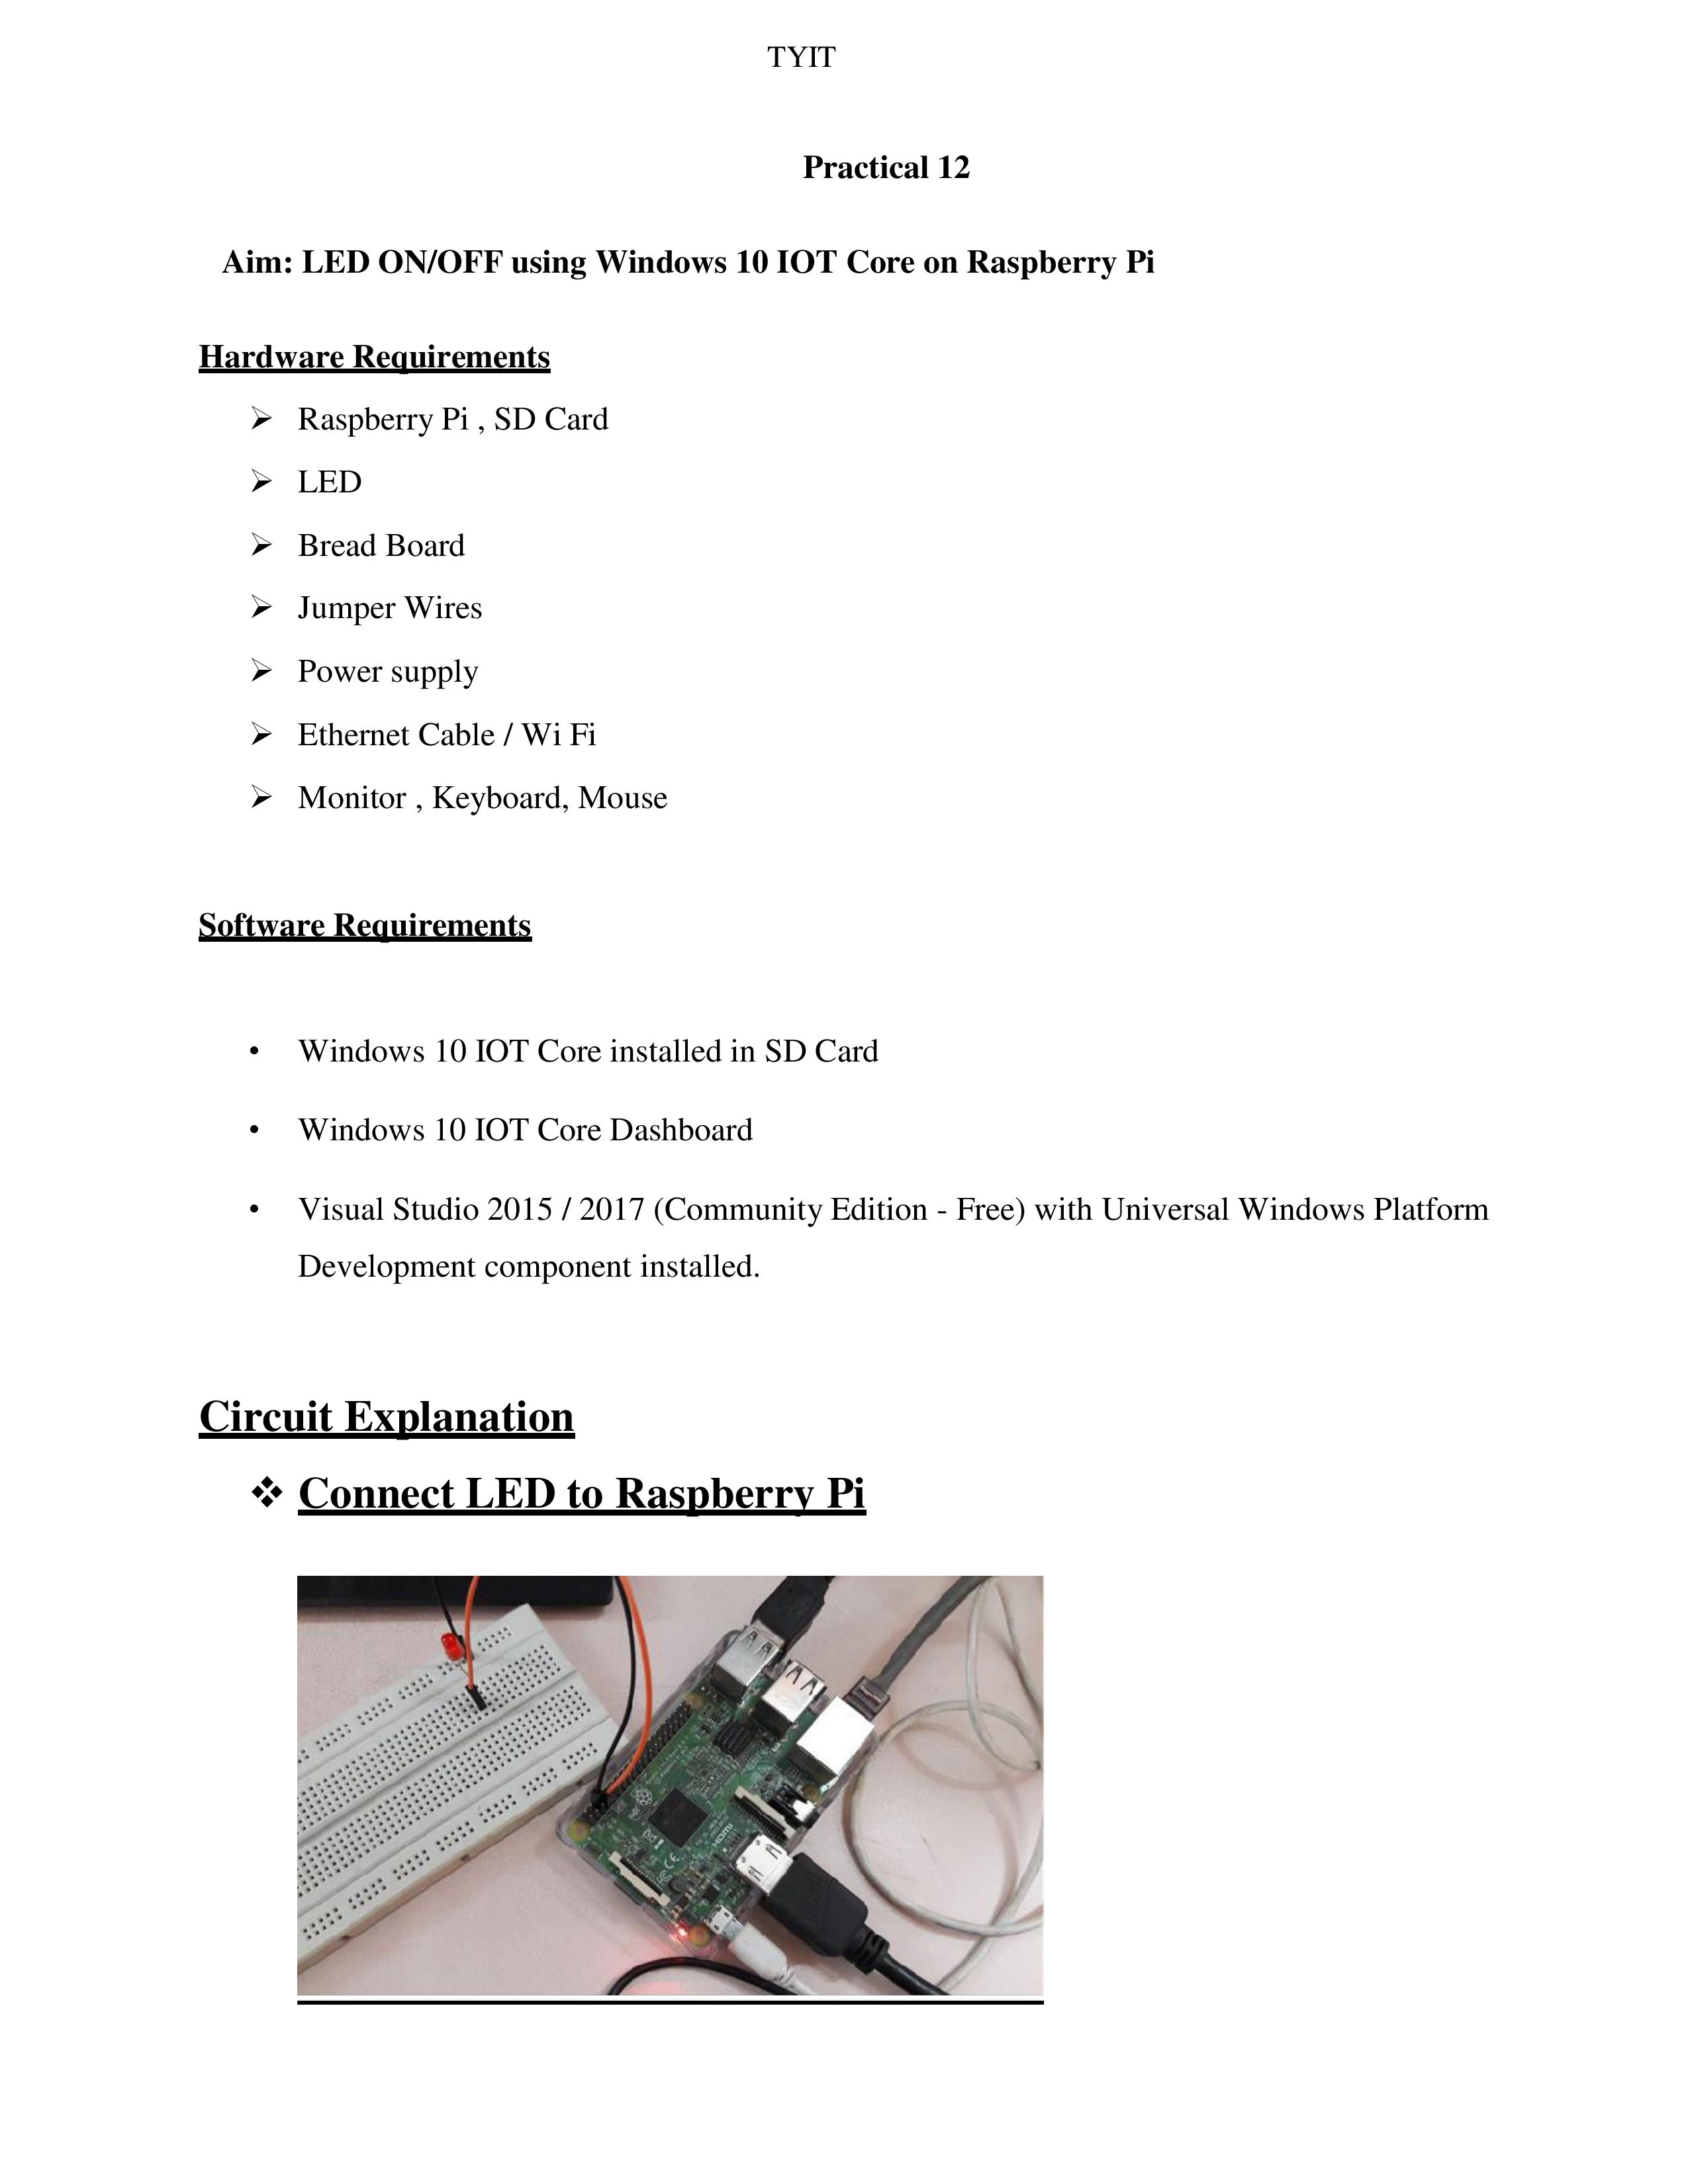 TYIT
Practical 12
Aim: LED ON/OFF using Windows 10 IOT Core on Raspberry Pi
Hardware Requirements
➢ Raspberry Pi , SD Card
➢ LED
➢ Bread Board
➢ Jumper Wires
➢ Power supply
➢ Ethernet Cable / Wi Fi
➢ Monitor , Keyboard, Mouse
Software Requirements
• Windows 10 IOT Core installed in SD Card
• Windows 10 IOT Core Dashboard
• Visual Studio 2015 / 2017 (Community Edition - Free) with Universal Windows Platform
Development component installed.
Circuit Explanation
❖ Connect LED to Raspberry Pi
HDMI